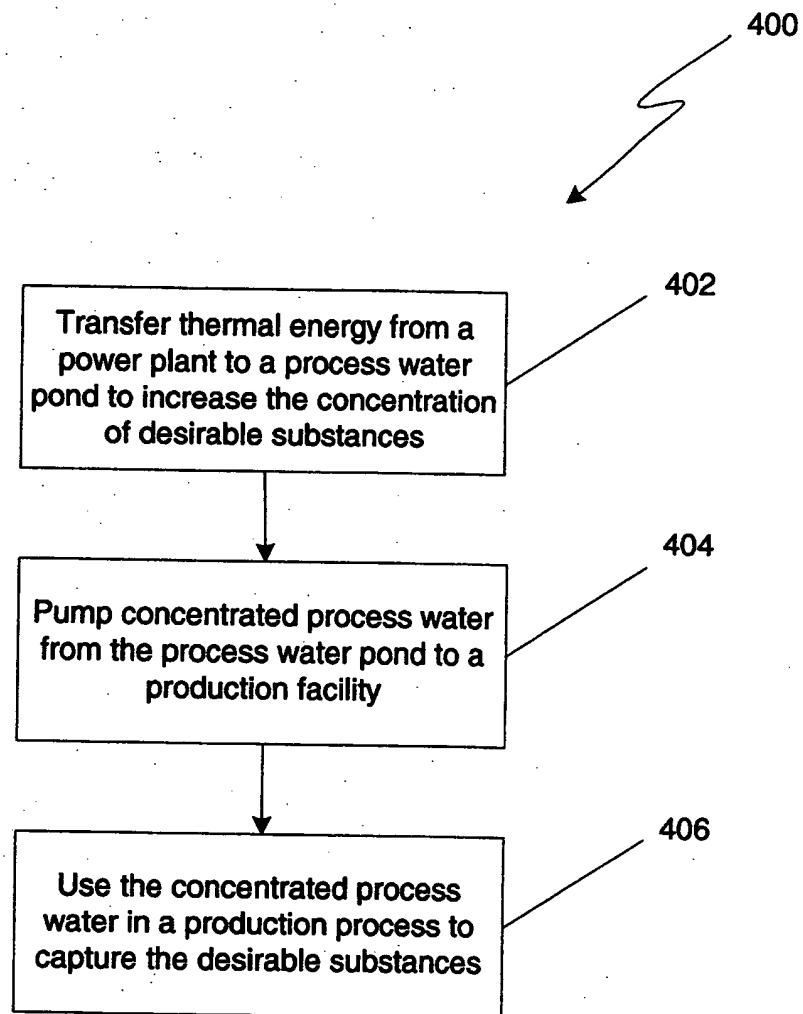 400
402
Transfer thermal energy from a
power plant to a process water
pond to increase the concentration
of desirable substances
404
Pump concentrated process water
from the process water pond to a
production facility
406
Use the concentrated process
water in a production process to
capture the desirable substances